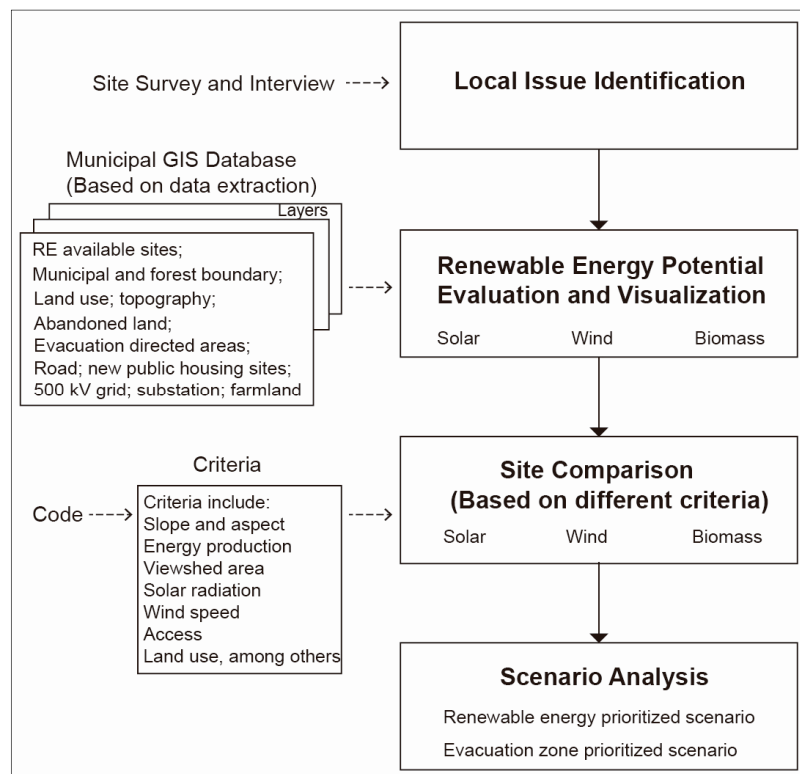 Site Survey and Interview
Local Issue Identification
Municipal GIS Database
(Based on data extraction)
Layers
RE available sites;
Municipal and forest boundary;
Land use; topography;
Abandoned land;
Evacuation directed areas;
Road; new public housing sites;
500 kV grid; substation; farmland
Renewable Energy Potential
Evaluation and Visualization
Solar Wind Biomass
Criteria
Code
Criteria include:
Slope and aspect
Energy production
Viewshed area
Solar radiation
Wind speed
Access
Land use, among others
Site Comparison
(Based on different criteria)
Solar Wind Biomass
Scenario Analysis
Renewable energy prioritized scenario
Evacuation zone prioritized scenario